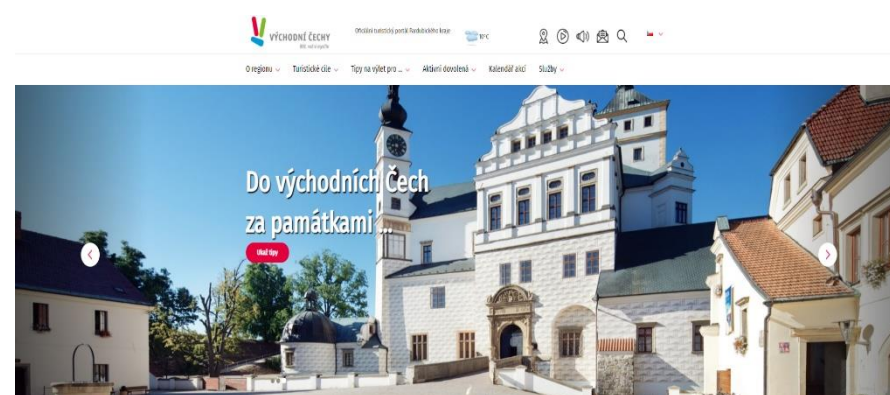 VÝCHODNÍ ČECHY
Oficiální turistický portál Pardubického kraje
O regionu
Turistické cíle
Tipy na výlet pro ...
Aktivní dovolená
Kalendář akcí
Služby
Do východních Čech
za památkami ...
Ukaž tipy